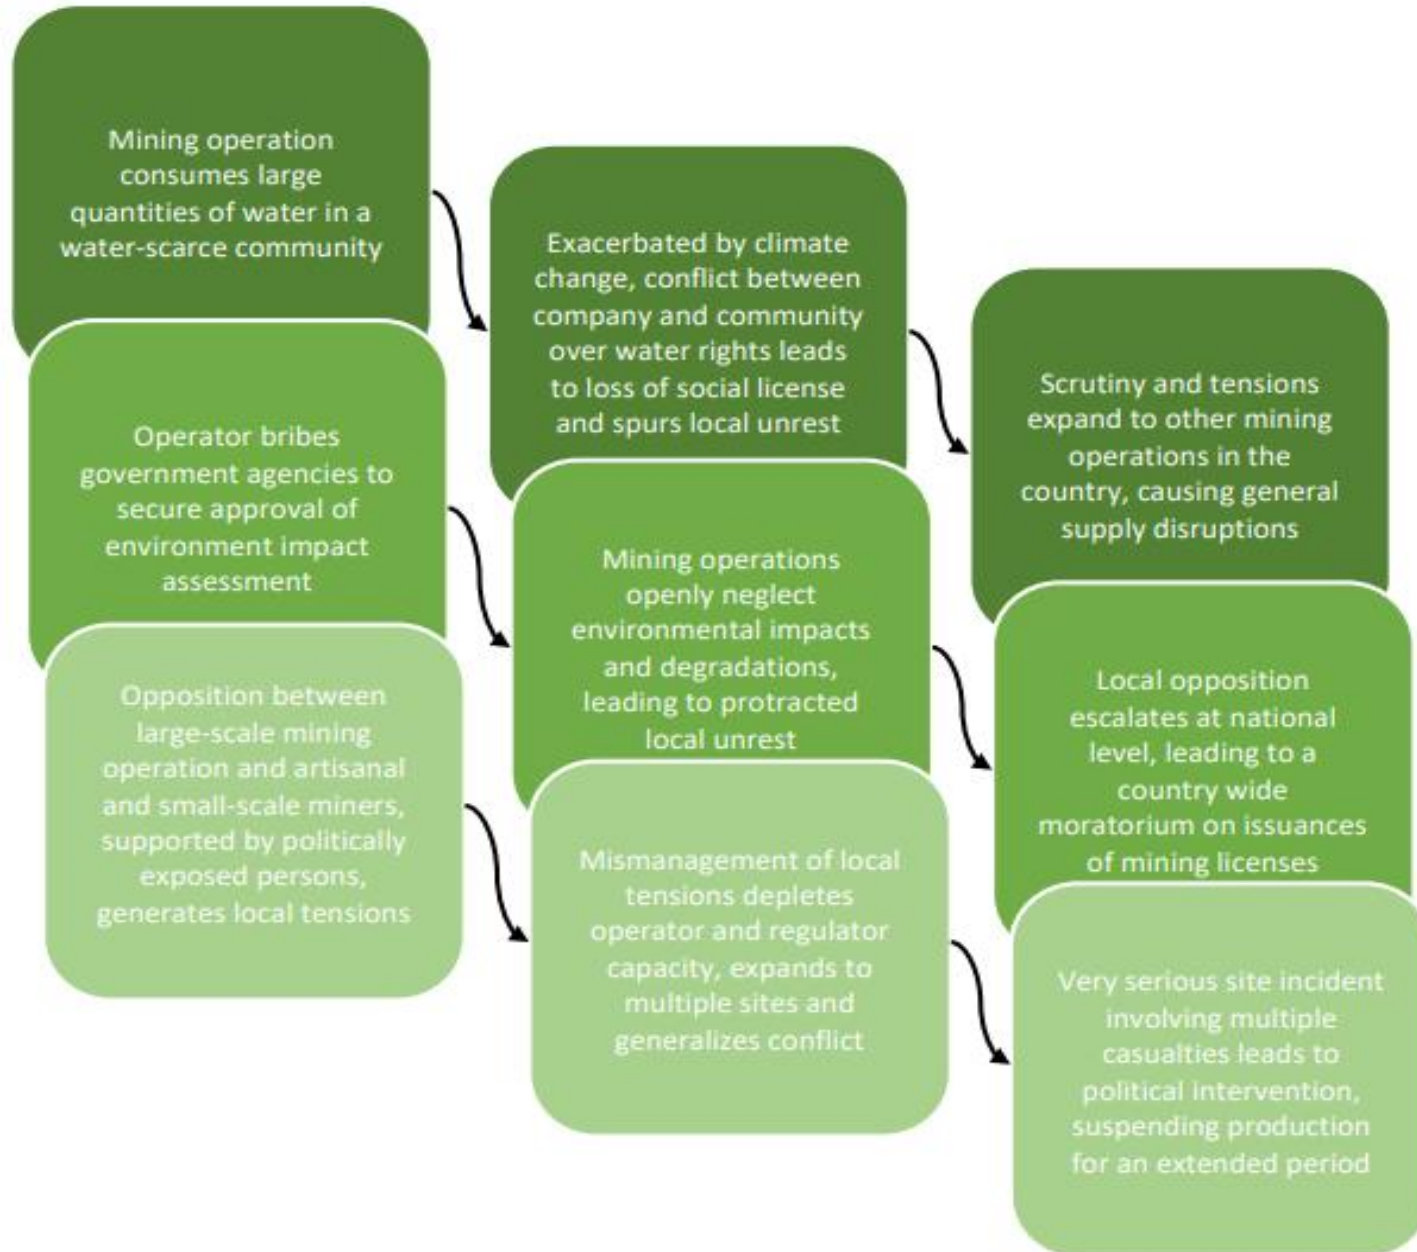 Mining operation
consumes large
quantities of water in a
water-scarce community
Exacerbated by climate
change, conflict between
company and community
over water rights leads
to loss of social license
and spurs local unrest
Scrutiny and tensions
expand to other mining
operations in the
country, causing general
supply disruptions
Operator bribes
government agencies to
secure approval of
environment impact
assessment
Mining operations
openly neglect
environmental impacts
and degradations,
leading to protracted
local unrest
Local opposition
escalates at national
level, leading to a
country wide
moratorium on issuances
of mining licenses
Opposition between
large-scale mining
operation and artisanal
and small-scale miners,
supported by politically
exposed persons,
generates local tensions
Mismanagement of local
tensions depletes
operator and regulator
capacity, expands to
multiple sites and
generalizes conflict
Very serious site incident
involving multiple
casualties leads to
political intervention,
suspending production
for an extended period